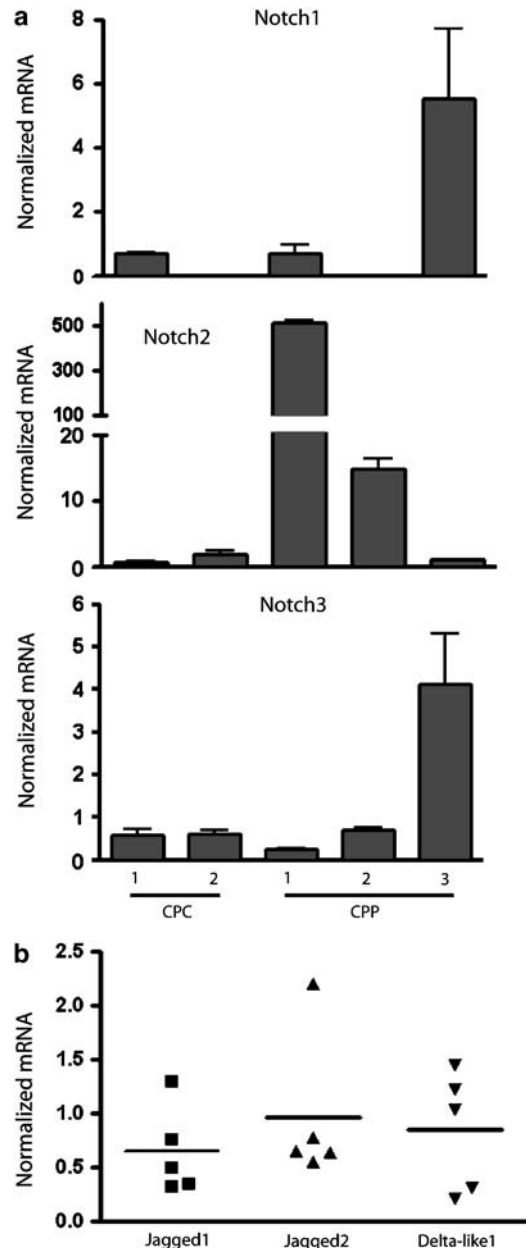 a
Notch1
Normalized mRNA
8
6
4
2
0
Notch2
Normalized mRNA
500
300
100
20
10
0
Notch3
Normalized mRNA
6
5
4
3
2
1
0
1 2 1 2 3
CPC CPP
b
Normalized mRNA
2.5
2.0
1.5
1.0
0.5
0.0
Jagged1 Jagged2 Delta-like1